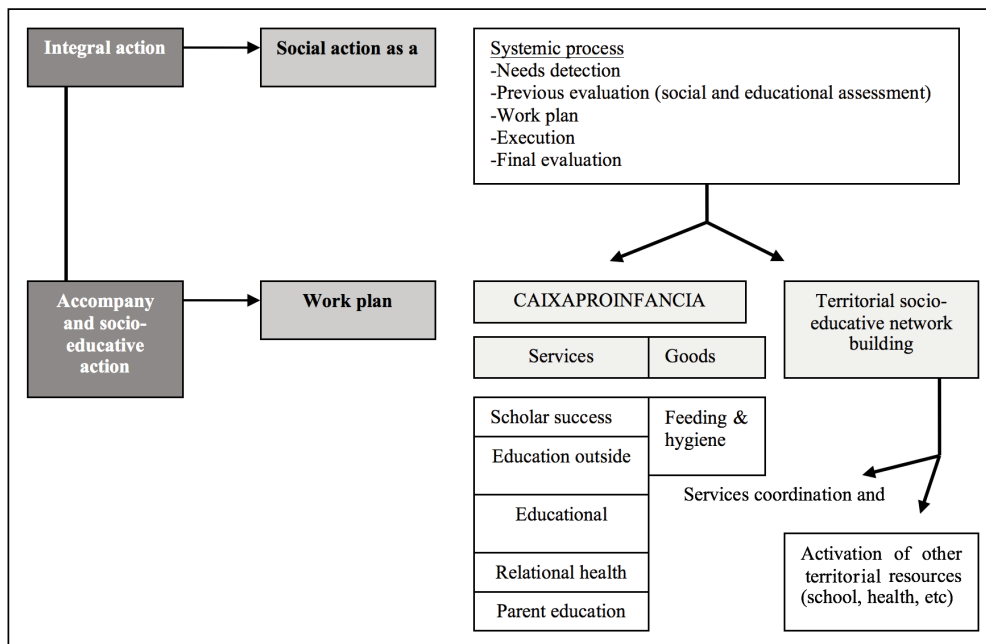 Integral action
Social action as a
Systemic process
-Needs detection
-Previous evaluation (social and educational assessment)
-Work plan
-Execution
-Final evaluation
Accompany
and socio-
educative
action
Work plan
CAIXAPROINFANCIA
Territorial socio-
educative network
building
Services
Goods
Scholar success
Feeding &
hygiene
Education outside
Educational
Relational health
Parent education
Services coordination and
Activation of other
territorial resources
(school, health, etc)